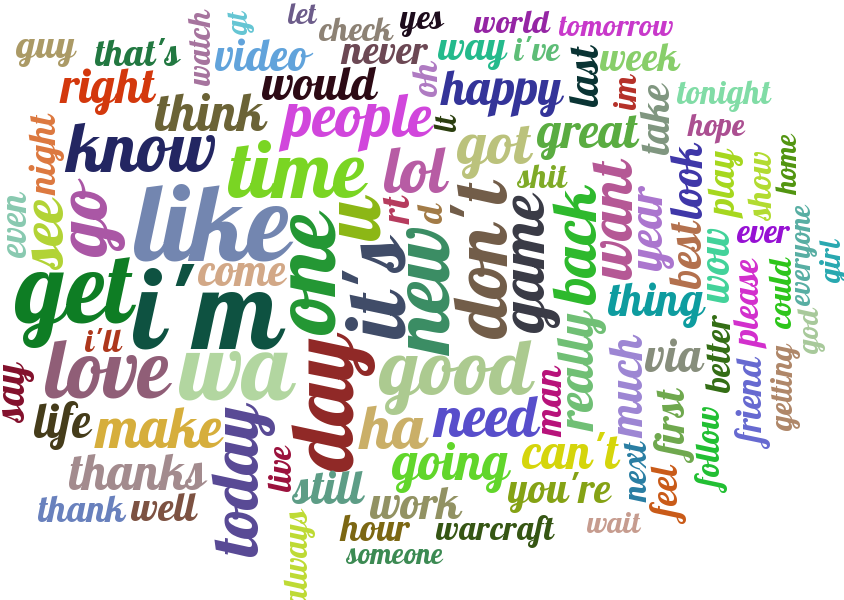 let
yes
world
tomorrow
watch
gt
check
guy
that's
video
never
way
i've
last
week
right
would
oh
happy
im
take
tonight
think
people
lt
great
hope
night
know
time
lol
got
shit
want
look
play
show
home
even
see
go
like
u
rt
d
don't
game
back
year
best
wow
ever
everyone
girl
get
i'm
come
one
it's
new
thing
please
could
god
i'll
love
wa
day
good
really
much
via
better
friend
getting
say
life
make
today
ha
need
man
can't
next
first
follow
thanks
live
still
going
you're
feel
thank
well
always
hour
work
warcraft
wait
someone